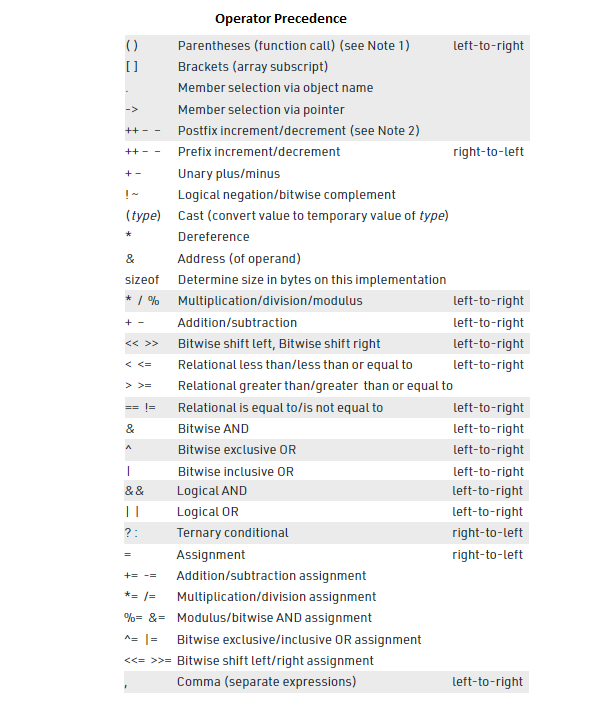 Operator Precedence
( ) Parentheses (function call) (see Note 1) left-to-right
[ ] Brackets (array subscript)
. Member selection via object name
-> Member selection via pointer
++ - - Postfix increment/decrement (see Note 2)
++ - - Prefix increment/decrement right-to-left
+ - Unary plus/minus
! ~ Logical negation/bitwise complement
(type) Cast (convert value to temporary value of type)
* Dereference
& Address (of operand)
sizeof Determine size in bytes on this implementation
* / % Multiplication/division/modulus left-to-right
+ - Addition/subtraction left-to-right
<< >> Bitwise shift left, Bitwise shift right left-to-right
< <= Relational less than/less than or equal to left-to-right
> >= Relational greater than/greater than or equal to
== != Relational is equal to/is not equal to left-to-right
& Bitwise AND left-to-right
^ Bitwise exclusive OR left-to-right
| Bitwise inclusive OR left-to-right
&& Logical AND left-to-right
| | Logical OR left-to-right
? : Ternary conditional right-to-left
= Assignment right-to-left
+= -= Addition/subtraction assignment
*= /= Multiplication/division assignment
%= &= Modulus/bitwise AND assignment
^= |= Bitwise exclusive/inclusive OR assignment
<<= >>= Bitwise shift left/right assignment
, Comma (separate expressions) left-to-right